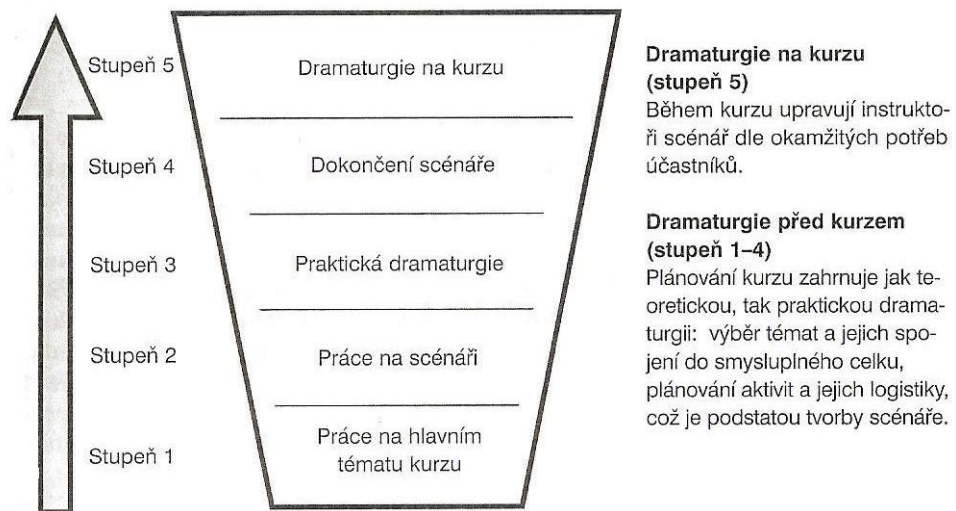 Stupeň 5
Dramaturgie na kurzu
Stupeň 4
Dokončení scénáře
Stupeň 3
Praktická dramaturgie
Stupeň 2
Práce na scénáři
Stupeň 1
Práce na hlavním
tématu kurzu
Dramaturgie na kurzu
(stupeň 5)
Během kurzu upravují instrukto-
ři scénář dle okamžitých potřeb
účastníků.
Dramaturgie před kurzem
(stupeň 1–4)
Plánování kurzu zahrnuje jak te-
oretickou, tak praktickou drama-
turgii: výběr témat a jejich spo-
jení do smysluplného celku,
plánování aktivit a jejich logistiky,
což je podstatou tvorby scénáře.